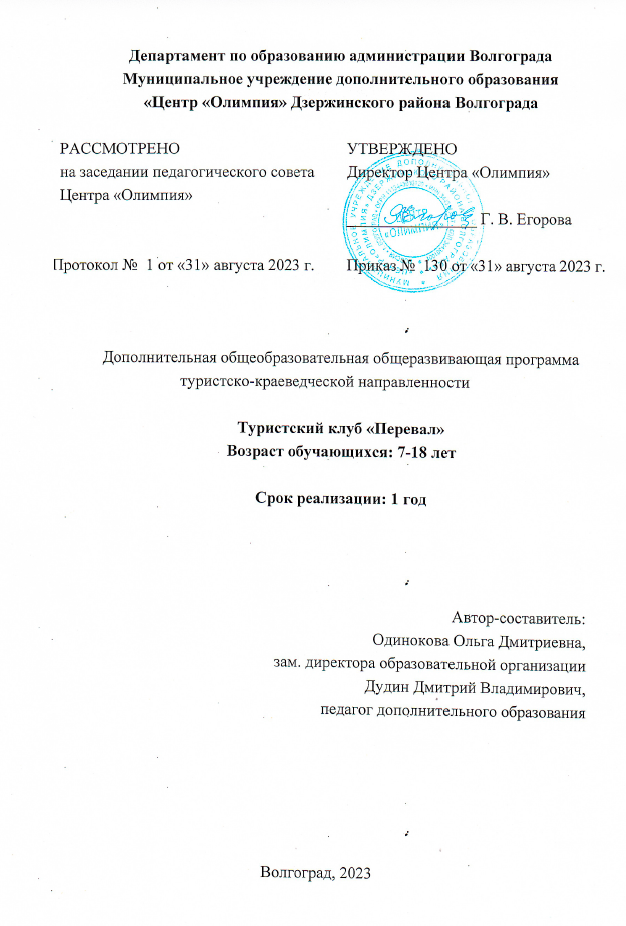 Департамент по образованию администрации Волгограда
Муниципальное учреждение дополнительного образования
«Центр «Олимпия» Дзержинского района Волгограда
РАССМОТРЕНО
на заседании педагогического совета
Центра «Олимпия»
Протокол № 1 от «31» августа 2023 г.
УТВЕРЖДЕНО
Директор Центра «Олимпия»
Г. В. Егорова
Приказ № 130 от «31» августа 2023 г.
Дополнительная общеобразовательная общеразвивающая программа
туристско-краеведческой направленности
Туристский клуб «Перевал»
Возраст обучающихся: 7-18 лет
Срок реализации: 1 год
Автор-составитель:
Одинокова Ольга Дмитриевна,
зам. директора образовательной организации
Дудин Дмитрий Владимирович,
педагог дополнительного образования
Волгоград, 2023